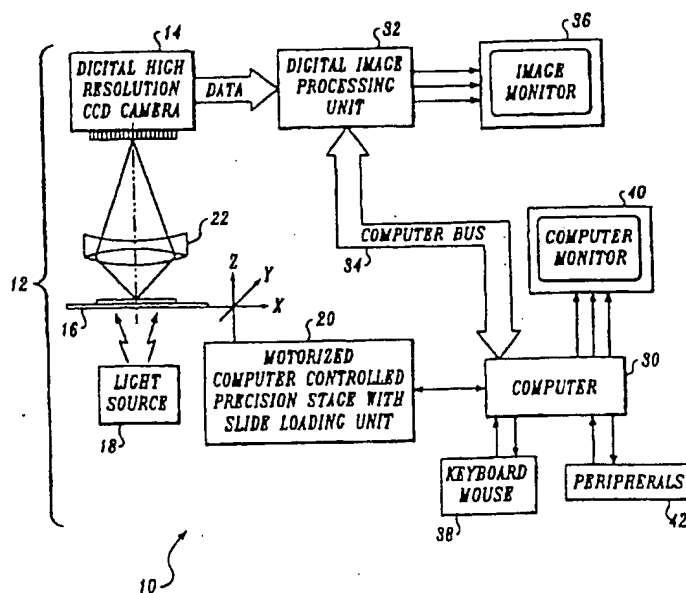 14
DIGITAL HIGH
RESOLUTION
CCD CAMERA
DATA
32
DIGITAL IMAGE
PROCESSING
UNIT
36
IMAGE
MONITOR
22
12
16
Z
Y
X
18
LIGHT
SOURCE
20
MOTORIZED
COMPUTER CONTROLLED
PRECISION STAGE WITH
SLIDE LOADING UNIT
COMPUTER BUS
34
40
COMPUTER
MONITOR
30
COMPUTER
KEYBOARD
MOUSE
38
PERIPHERALS
42
10